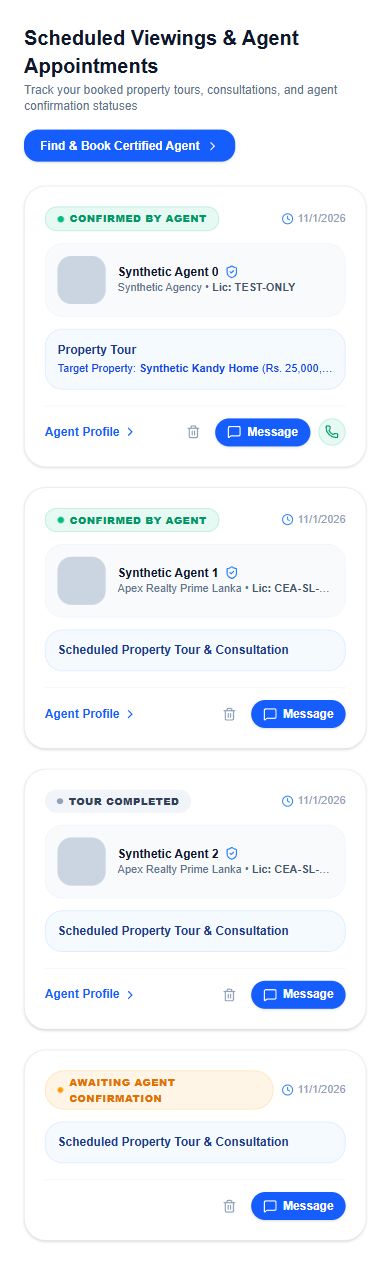 Scheduled Viewings & Agent
Appointments
Track your booked property tours, consultations, and agent
confirmation statuses
Find & Book Certified Agent
CONFIRMED BY AGENT
11/1/2026
Synthetic Agent 0
Synthetic Agency • Lic: TEST-ONLY
Property Tour
Target Property: Synthetic Kandy Home (Rs. 25,000,...
Agent Profile
Message
CONFIRMED BY AGENT
11/1/2026
Synthetic Agent 1
Apex Realty Prime Lanka • Lic: CEA-SL-...
Scheduled Property Tour & Consultation
Agent Profile
Message
TOUR COMPLETED
11/1/2026
Synthetic Agent 2
Apex Realty Prime Lanka • Lic: CEA-SL-...
Scheduled Property Tour & Consultation
Agent Profile
Message
AWAITING AGENT
CONFIRMATION
11/1/2026
Scheduled Property Tour & Consultation
Message